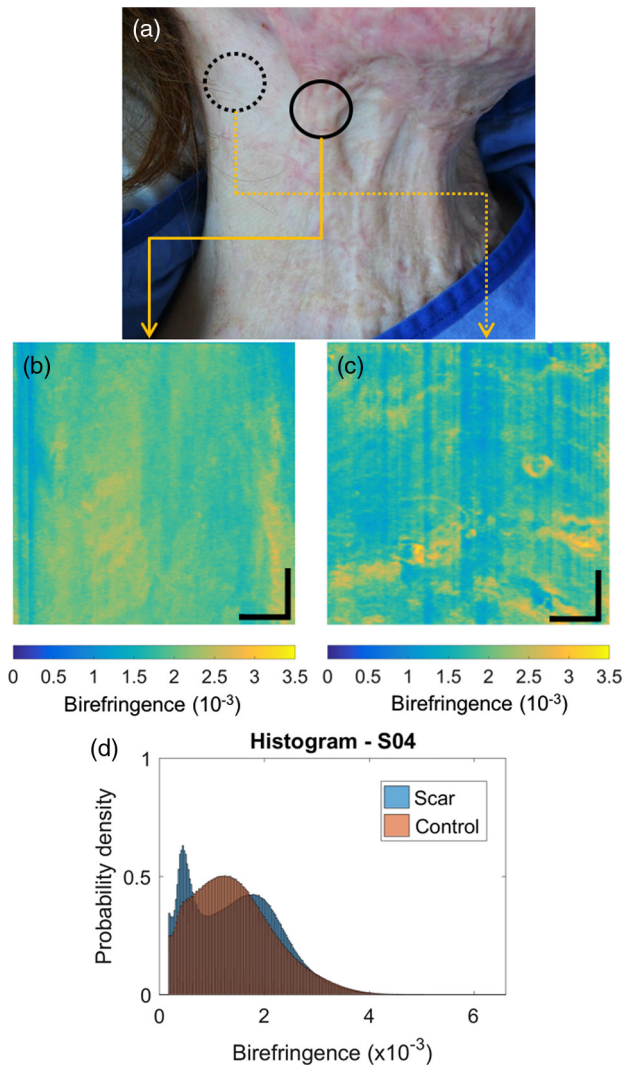 (a)
(b)
(c)
0 0.5 1 1.5 2 2.5 3 3.5
Birefringence (10-3)
0 0.5 1 1.5 2 2.5 3 3.5
Birefringence (10-3)
(d)
Histogram - S04
1
0.5
0
Probability density
Scar
Control
0 2 4 6
Birefringence (x10-3)